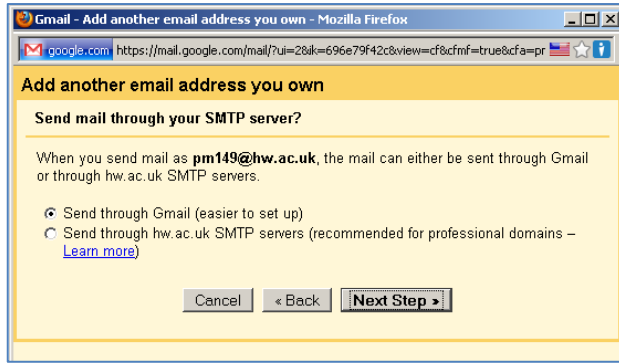 Gmail - Add another email address you own - Mozilla Firefox
google.com https://mail.google.com/mail/?ui=2&ik=696e79f42c&view=cf&cfmf=true&cfa=pr
Add another email address you own
Send mail through your SMTP server?
When you send mail as pm149@hw.ac.uk, the mail can either be sent through Gmail
or through hw.ac.uk SMTP servers.
Send through Gmail (easier to set up)
Send through hw.ac.uk SMTP servers (recommended for professional domains –
Learn more)
Cancel « Back Next Step »